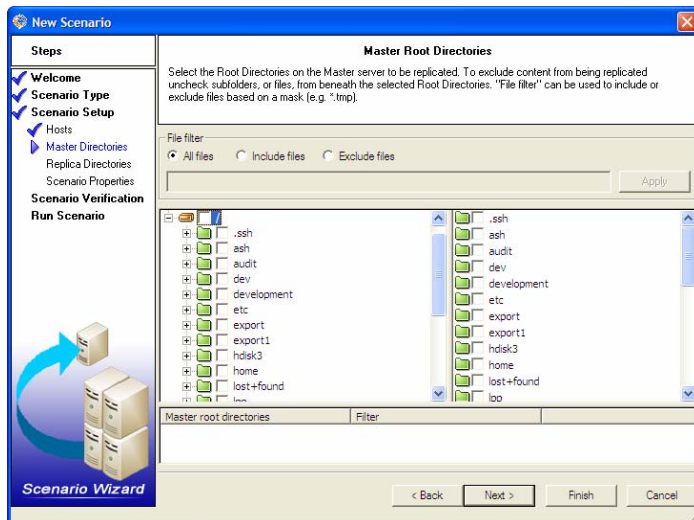 New Scenario
Steps
Welcome
Scenario Type
Scenario Setup
Hosts
Master Directories
Replica Directories
Scenario Properties
Scenario Verification
Run Scenario
Scenario Wizard
Master Root Directories
Select the Root Directories on the Master server to be replicated. To exclude content from being replicated
uncheck subfolders, or files, from beneath the selected Root Directories. "File filter" can be used to include or
exclude files based on a mask (e.g. *.tmp).
File filter
All files Include files Exclude files
Apply
/
.ssh
ash
audit
dev
development
etc
export
export1
hdisk3
home
lost+found
lpp
.ssh
ash
audit
dev
development
etc
export
export1
hdisk3
home
lost+found
lpp
Master root directories Filter
< Back Next > Finish Cancel